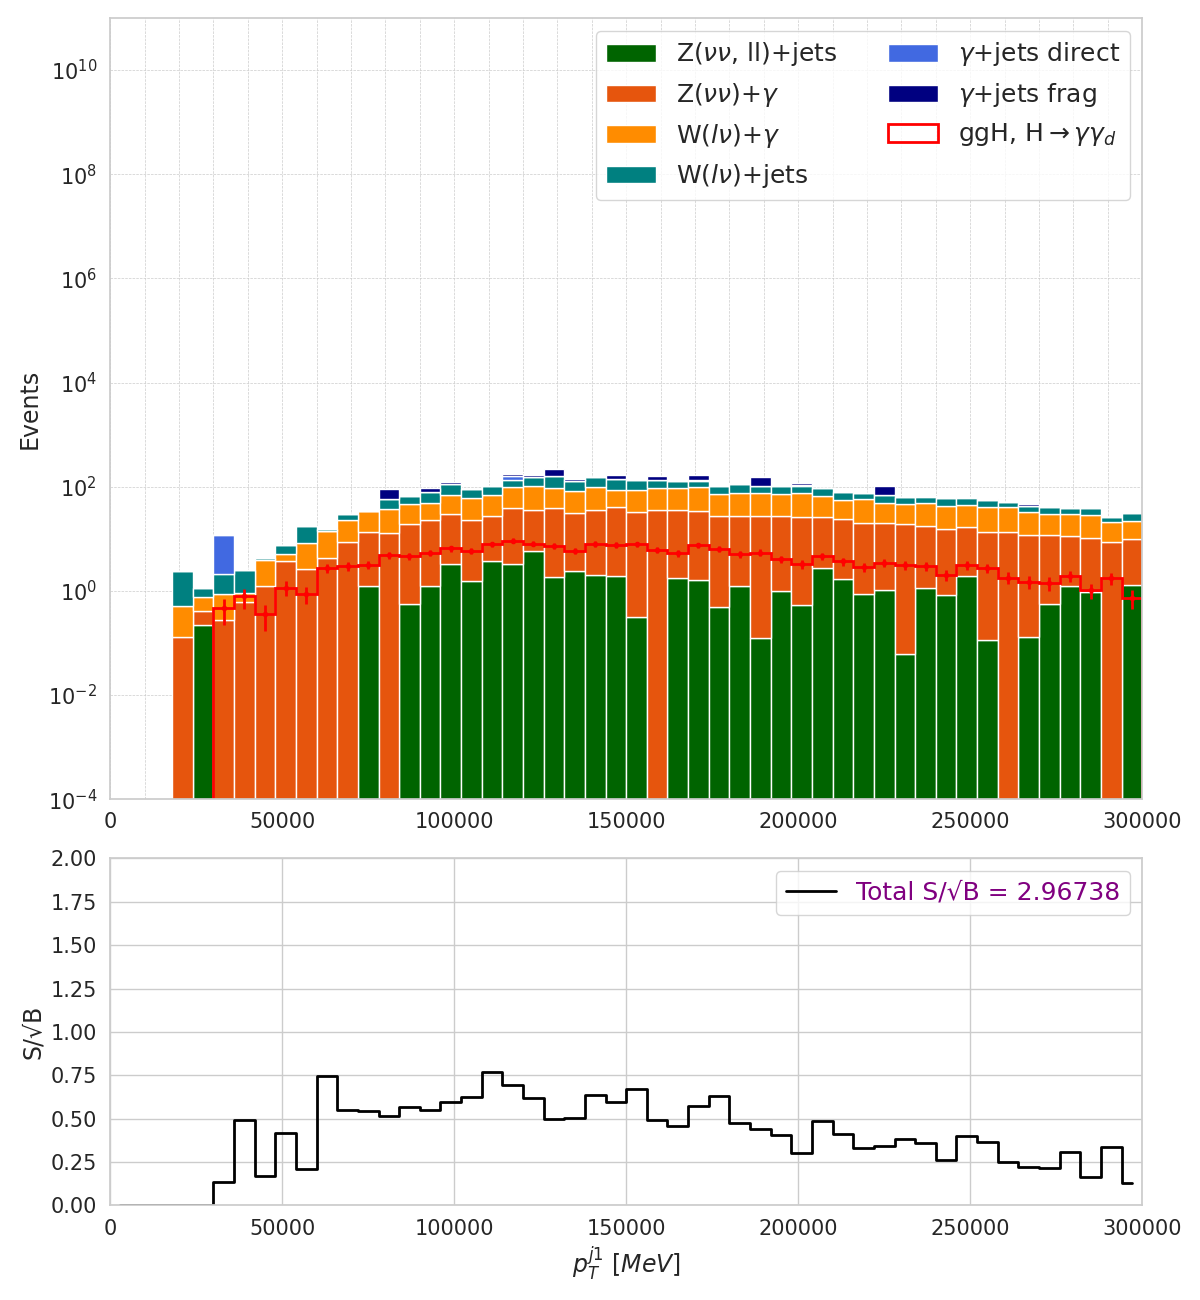 Z(νν, ll)+jets
Z(νν)+γ
W(lν)+γ
W(lν)+jets
γ+jets direct
γ+jets frag
ggH, H→γγ_d
Events
10^10
10^8
10^6
10^4
10^2
10^0
10^−2
10^−4
0 50000 100000 150000 200000 250000 300000
Total S/√B = 2.96738
S/√B
2.00
1.75
1.50
1.25
1.00
0.75
0.50
0.25
0.00
0 50000 100000 150000 200000 250000 300000
p_T^j1 [MeV]